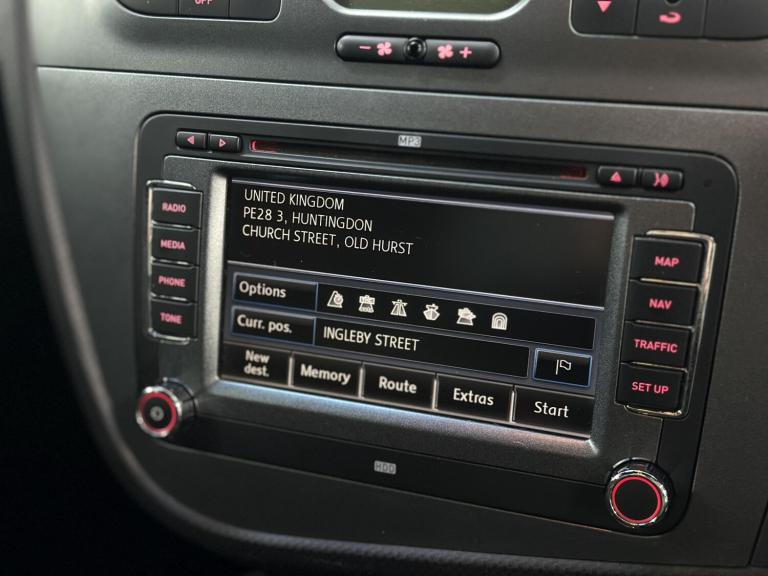 OFF
MP3
RADIO
MEDIA
PHONE
TONE
UNITED KINGDOM
PE28 3, HUNTINGDON
CHURCH STREET, OLD HURST
Options
Curr. pos.
INGLEBY STREET
New dest.
Memory
Route
Extras
Start
MAP
NAV
TRAFFIC
SET UP
HDD